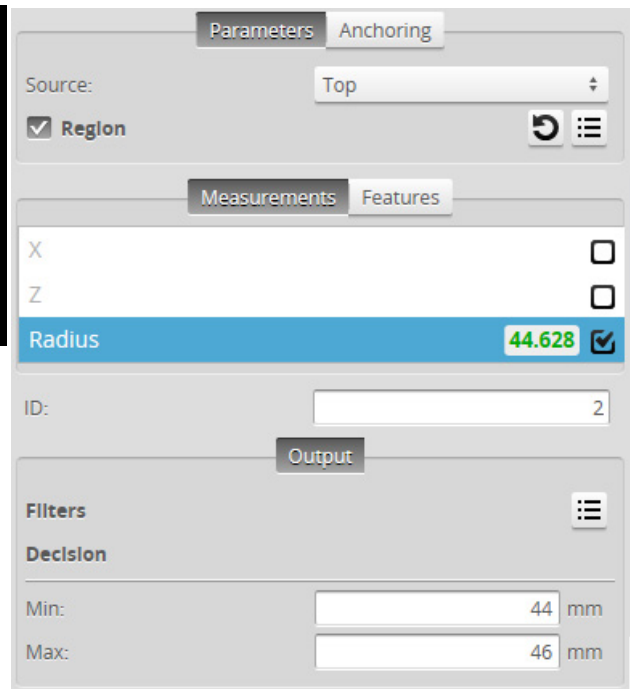 Parameters Anchoring
Source: Top
Region
Measurements Features
X
Z
Radius 44.628
ID: 2
Output
Filters
Decision
Min: 44 mm
Max: 46 mm